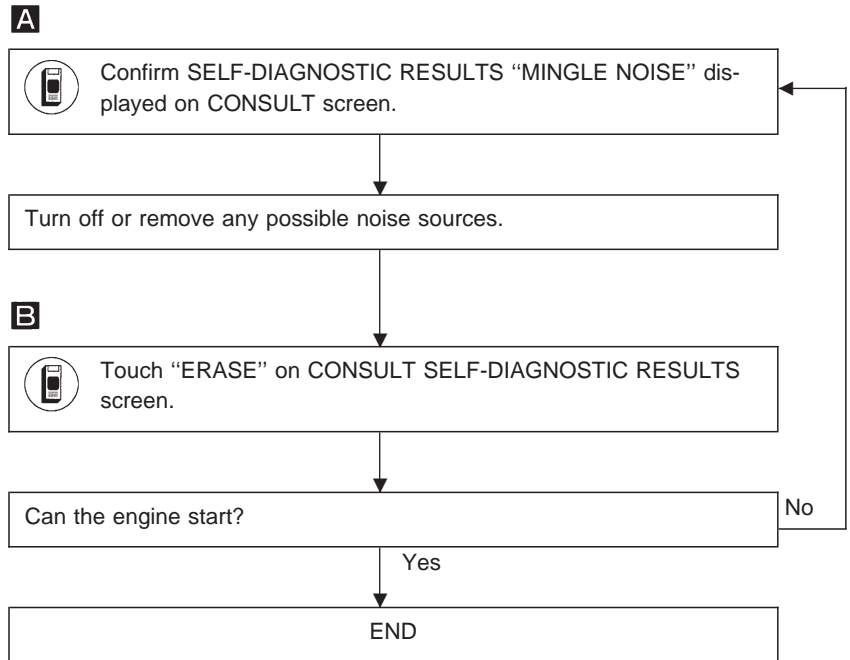 A
Confirm SELF-DIAGNOSTIC RESULTS ‘‘MINGLE NOISE’’ dis-
played on CONSULT screen.
Turn off or remove any possible noise sources.
B
Touch ‘‘ERASE’’ on CONSULT SELF-DIAGNOSTIC RESULTS
screen.
Can the engine start?
No
Yes
END